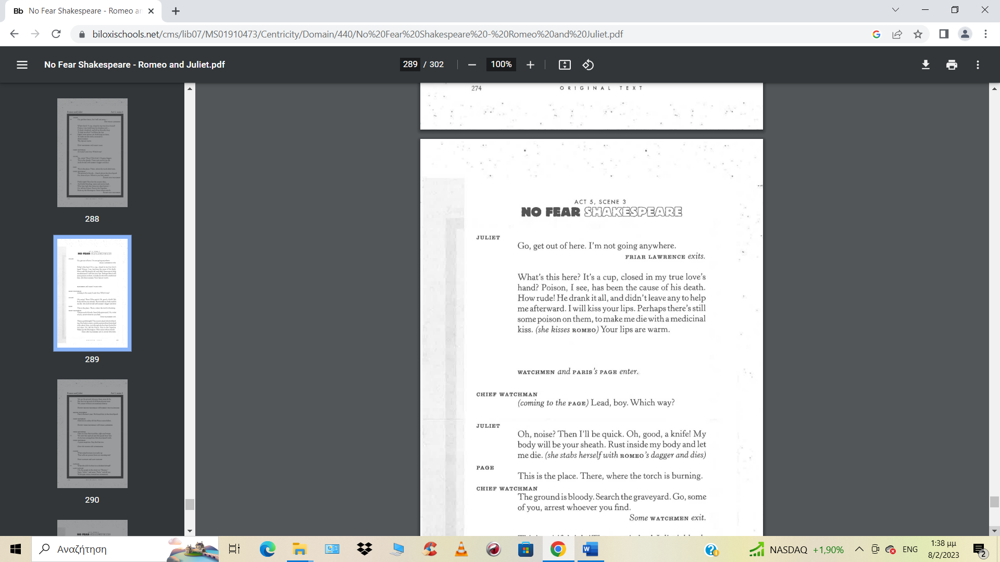 Bb No Fear Shakespeare - Romeo an
biloxischools.net/cms/lib07/MS01910473/Centricity/Domain/440/No%20Fear%20Shakespeare%20-%20Romeo%20and%20Juliet.pdf
No Fear Shakespeare - Romeo and Juliet.pdf
289 / 302
100%
288
289
290
274 ORIGINAL TEXT
ACT 5, SCENE 3
NO FEAR SHAKESPEARE
JULIET
Go, get out of here. I'm not going anywhere.
FRIAR LAWRENCE exits.
What's this here? It's a cup, closed in my true love's
hand? Poison, I see, has been the cause of his death.
How rude! He drank it all, and didn't leave any to help
me afterward. I will kiss your lips. Perhaps there's still
some poison on them, to make me die with a medicinal
kiss. (she kisses ROMEO) Your lips are warm.
WATCHMEN and PARIS's PAGE enter.
CHIEF WATCHMAN
(coming to the PAGE) Lead, boy. Which way?
JULIET
Oh, noise? Then I'll be quick. Oh, good, a knife! My
body will be your sheath. Rust inside my body and let
me die. (she stabs herself with ROMEO's dagger and dies)
PAGE
This is the place. There, where the torch is burning.
CHIEF WATCHMAN
The ground is bloody. Search the graveyard. Go, some
of you, arrest whoever you find.
Some WATCHMEN exit.
Αναζήτηση
NASDAQ +1,90%
ENG
1:38 μμ
8/2/2023
2